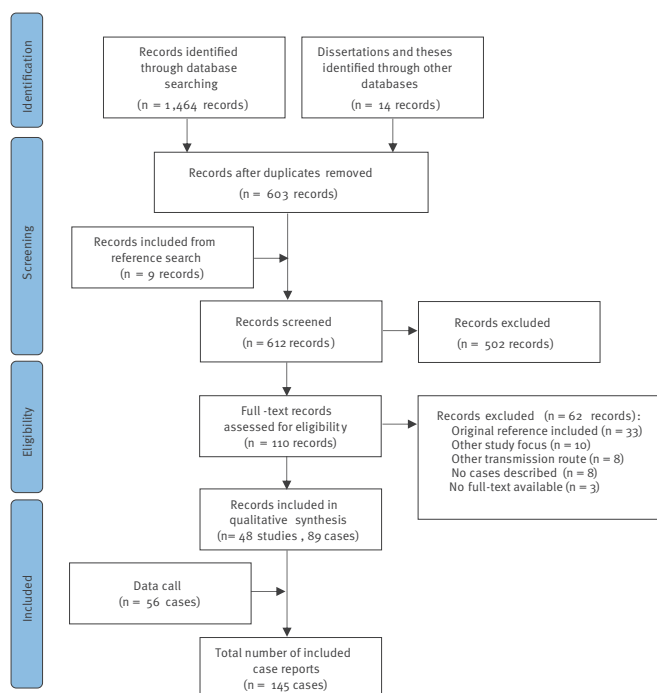 Identification
Records identified
through database
searching
(n = 1,464 records)
Dissertations and theses
identified through other
databases
(n = 14 records)
Screening
Records after duplicates removed
(n = 603 records)
Records included from
reference search
(n = 9 records)
Records screened
(n = 612 records)
Records excluded
(n = 502 records)
Eligibility
Full -text records
assessed for eligibility
(n = 110 records)
Records excluded (n = 62 records):
Original reference included (n = 33)
Other study focus (n = 10)
Other transmission route (n = 8)
No cases described (n = 8)
No full-text available (n = 3)
Included
Records included in
qualitative synthesis
(n= 48 studies , 89 cases)
Data call
(n = 56 cases)
Total number of included
case reports
(n = 145 cases)